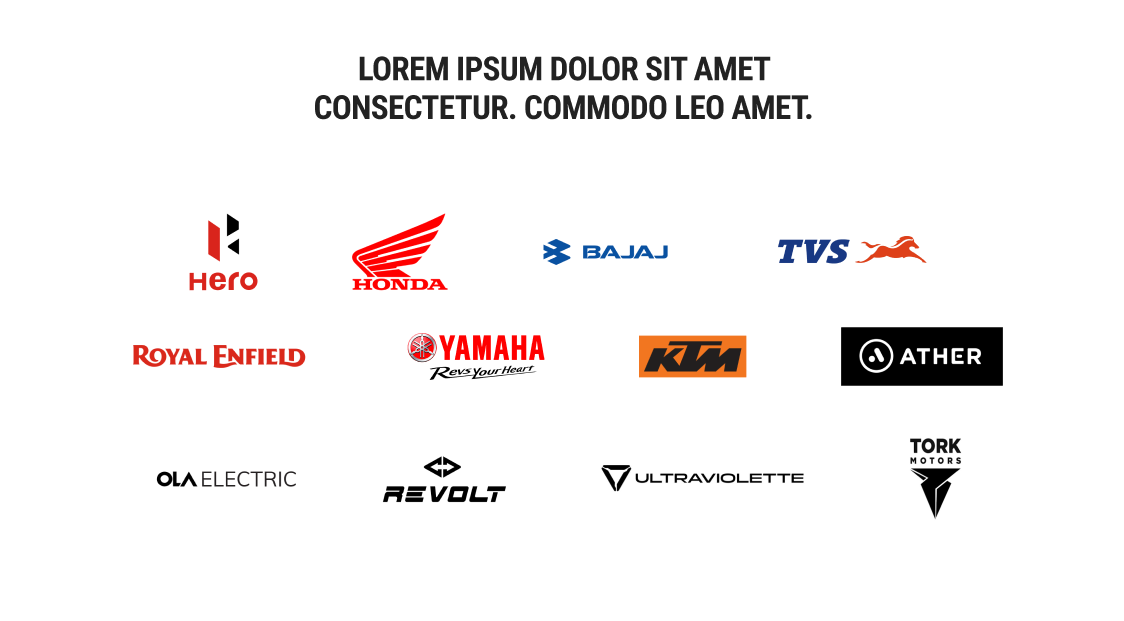 LOREM IPSUM DOLOR SIT AMET
CONSECTETUR. COMMODO LEO AMET.
Hero
HONDA
BAJAJ
TVS
ROYAL ENFIELD
YAMAHA
Revs Your Heart
KTM
ATHER
OLA ELECTRIC
REVOLT
ULTRAVIOLETTE
TORK
MOTORS